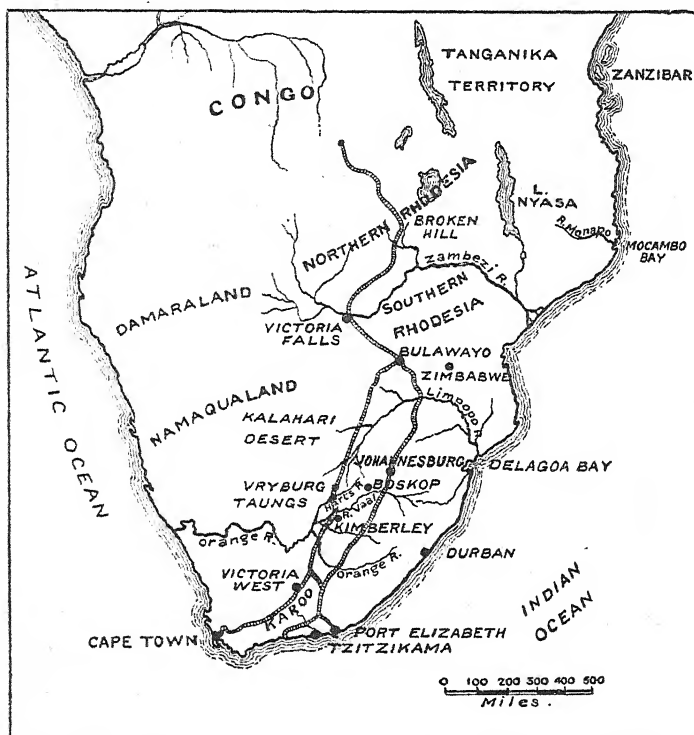 TANGANIKA
TERRITORY
ZANZIBAR
CONGO
L.
NYASA
R. Monapo
MOCAMBO
BAY
NORTHERN RHODESIA
BROKEN
HILL
Zambezi R.
ATLANTIC OCEAN
DAMARALAND
SOUTHERN
RHODESIA
VICTORIA
FALLS
BULAWAYO
ZIMBABWE
NAMAQUALAND
Limpopo R.
KALAHARI
DESERT
JOHANNESBURG
DELAGOA BAY
VRYBURG
TAUNGS
Harts R.
BOSKOP
R. Vaal
KIMBERLEY
Orange R.
Orange R.
DURBAN
VICTORIA
WEST
KAROO
INDIAN
OCEAN
CAPE TOWN
PORT ELIZABETH
TZITZIKAMA
0 100 200 300 400 500
Miles.